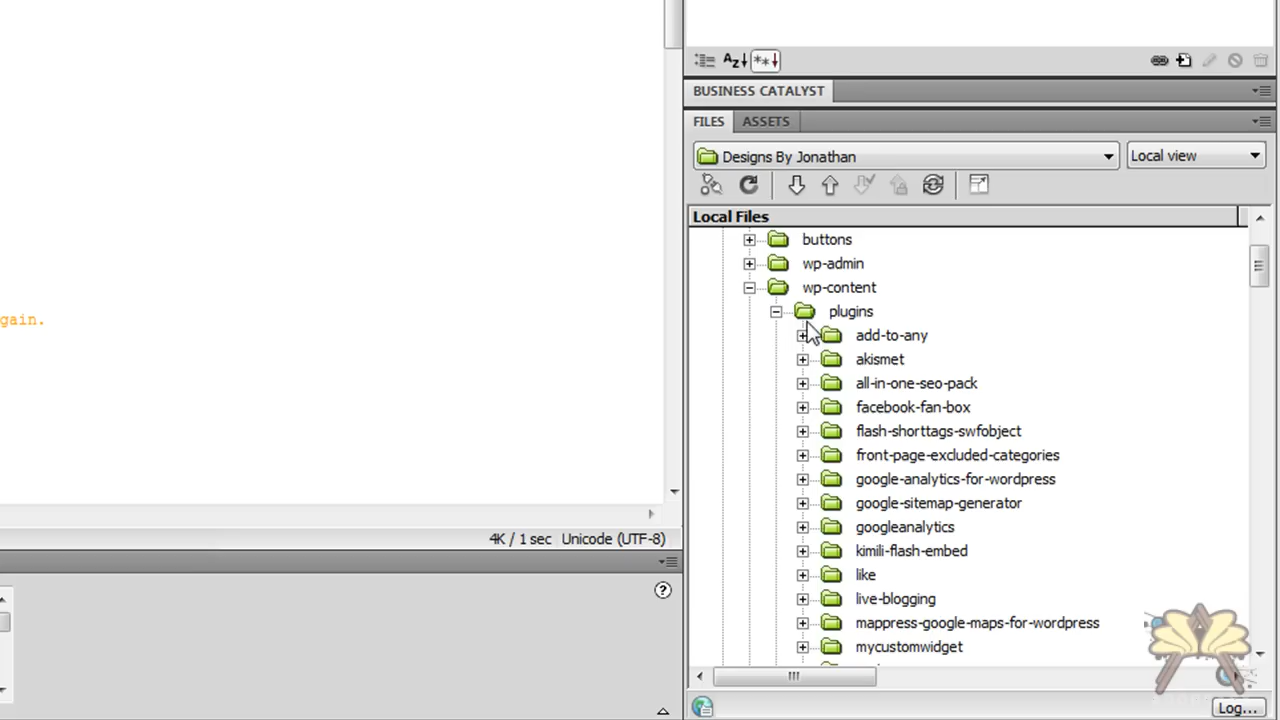 BUSINESS CATALYST
FILES ASSETS
Designs By Jonathan Local view
Local Files
buttons
wp-admin
wp-content
plugins
add-to-any
gain.
akismet
all-in-one-seo-pack
facebook-fan-box
flash-shorttags-swfobject
front-page-excluded-categories
google-analytics-for-wordpress
google-sitemap-generator
googleanalytics
4K / 1 sec Unicode (UTF-8)
kimili-flash-embed
like
live-blogging
mappress-google-maps-for-wordpress
mycustomwidget
Log...